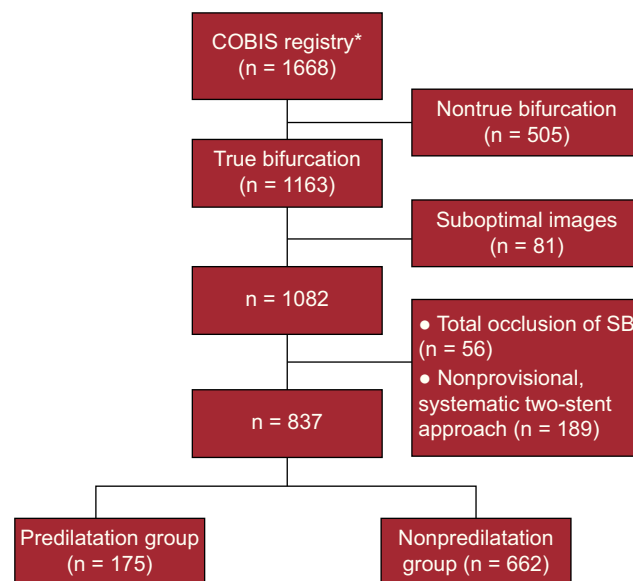 COBIS registry*
(n = 1668)
Nontrue bifurcation
(n = 505)
True bifurcation
(n = 1163)
Suboptimal images
(n = 81)
n = 1082
● Total occlusion of SB
(n = 56)
● Nonprovisional,
systematic two-stent
approach (n = 189)
n = 837
Predilatation group
(n = 175)
Nonpredilatation
group (n = 662)